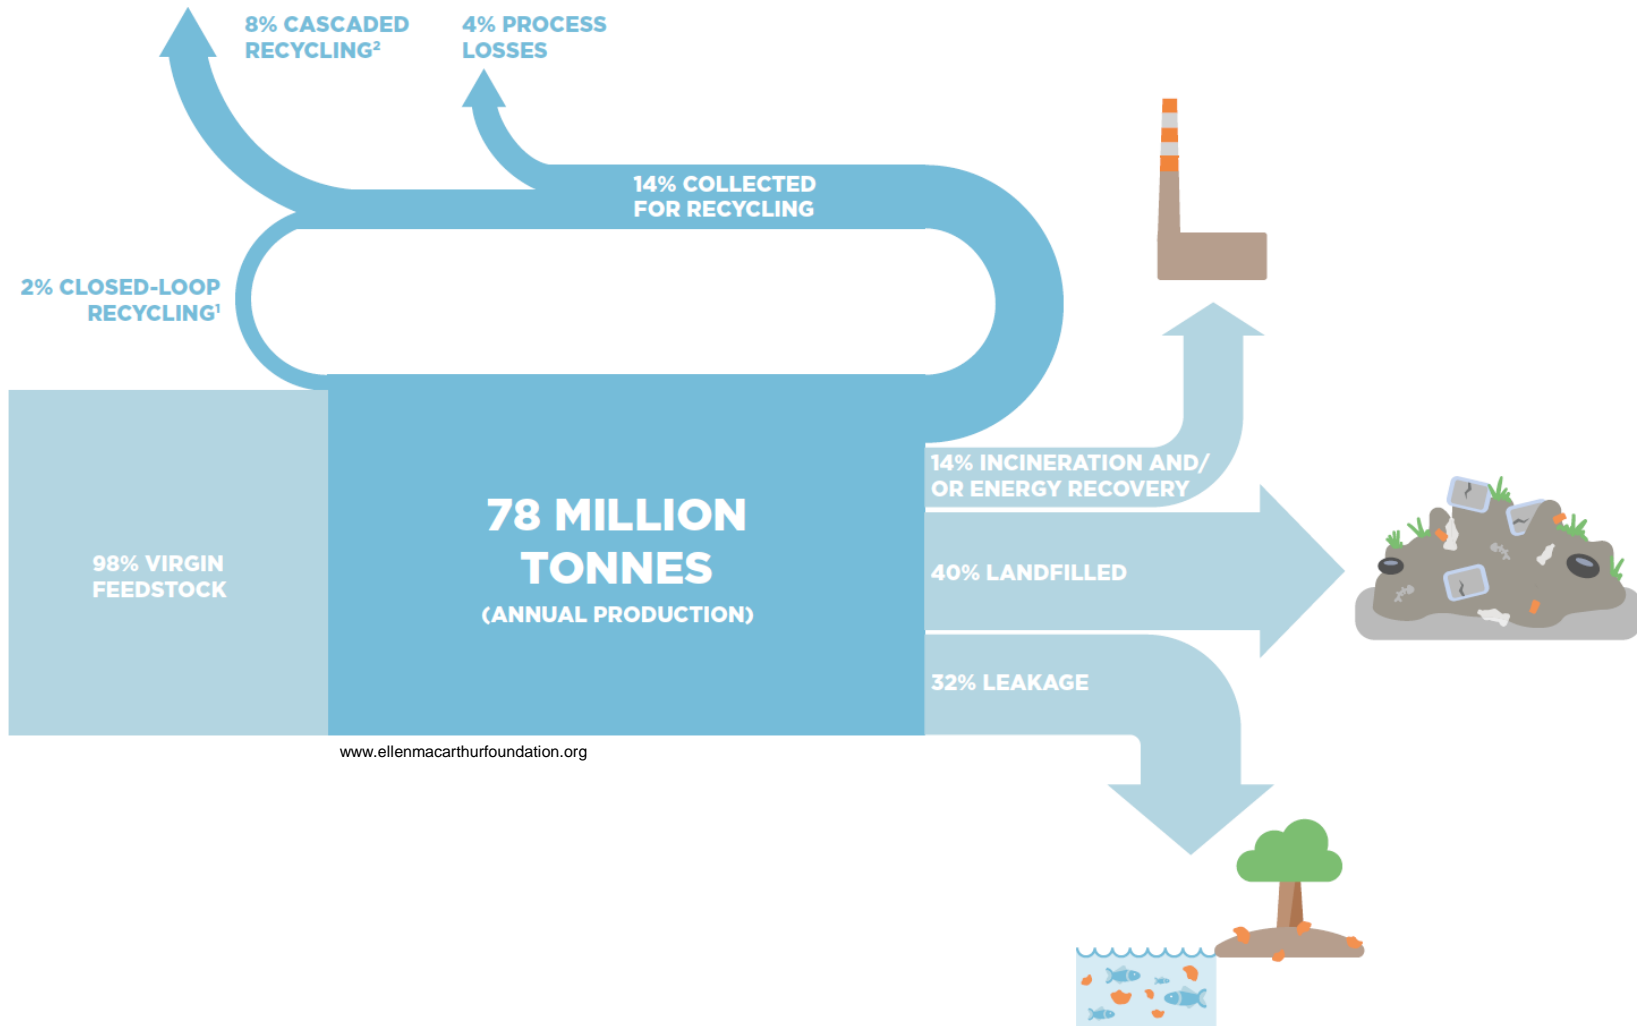 8% CASCADED
RECYCLING²
4% PROCESS
LOSSES
14% COLLECTED
FOR RECYCLING
2% CLOSED-LOOP
RECYCLING¹
98% VIRGIN
FEEDSTOCK
78 MILLION
TONNES
(ANNUAL PRODUCTION)
14% INCINERATION AND/
OR ENERGY RECOVERY
40% LANDFILLED
32% LEAKAGE
www.ellenmacarthurfoundation.org